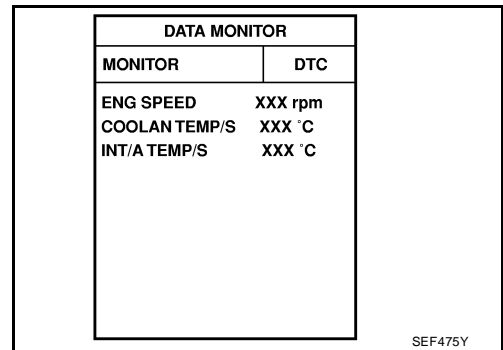 DATA MONITOR
MONITOR DTC
ENG SPEED XXX rpm
COOLAN TEMP/S XXX °C
INT/A TEMP/S XXX °C
SEF475Y